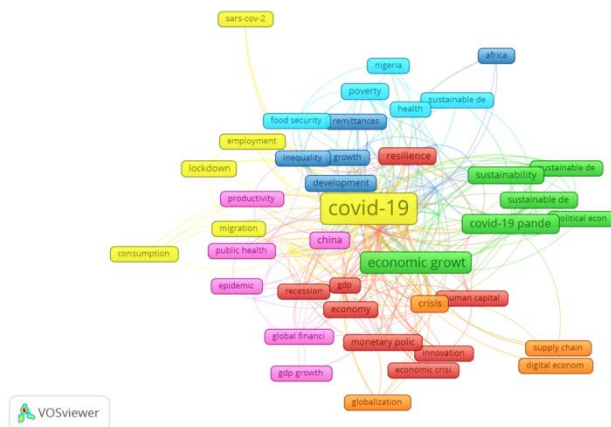 sars-cov-2
africa
nigeria
poverty
sustainable de
health
food security
remittances
employment
inequality
growth
resilience
lockdown
sustainability
sustainable de
development
productivity
sustainable de
covid-19
migration
covid-19 pande
political econ
china
public health
consumption
economic growt
epidemic
recession
gdp
crisis
human capital
economy
global financi
monetary polic
innovation
supply chain
economic crisi
digital econom
gdp growth
globalization
VOSviewer